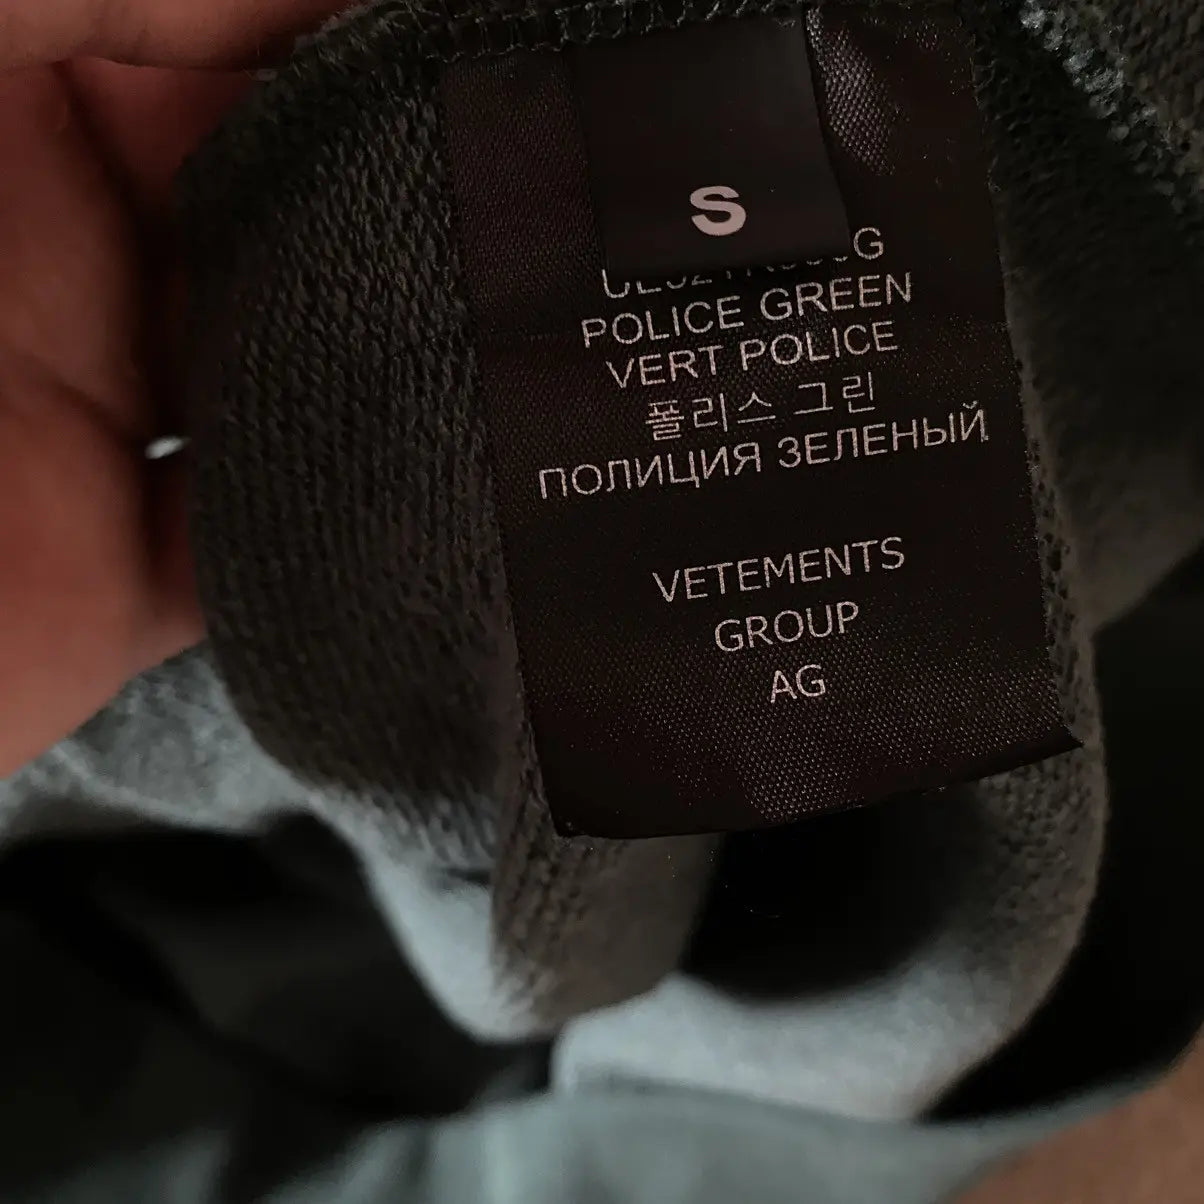 S
POLICE GREEN
VERT POLICE
폴리스 그린
ПОЛИЦИЯ ЗЕЛЕНЫЙ
VETEMENTS
GROUP
AG